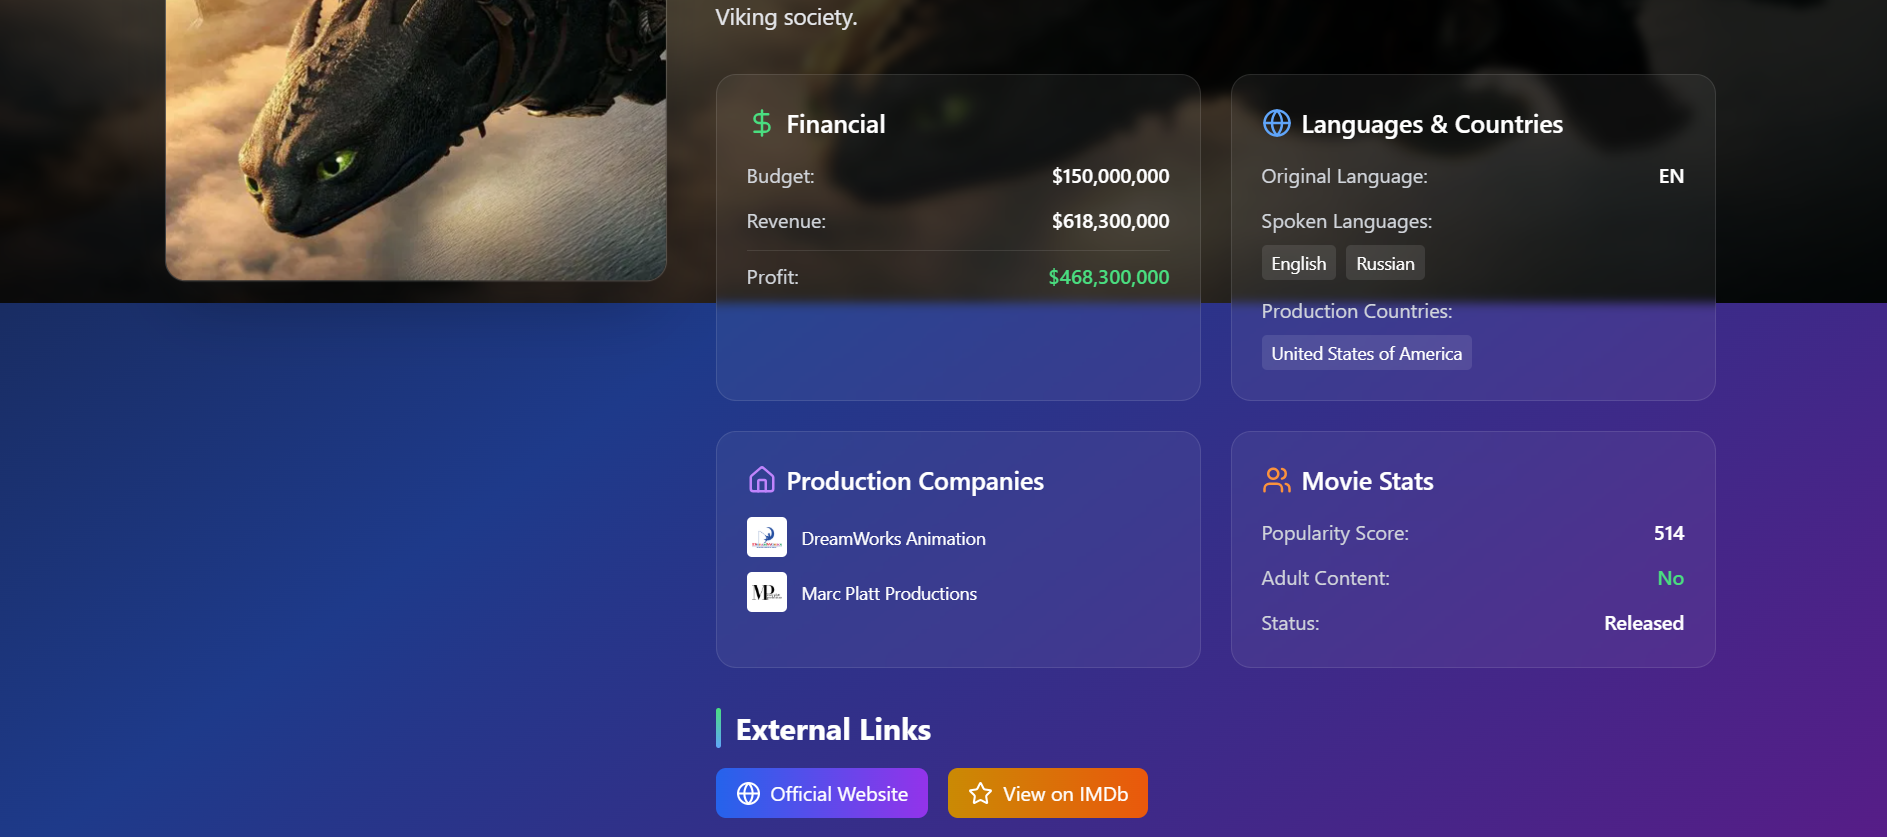 Viking society.
Financial
Budget: $150,000,000
Revenue: $618,300,000
Profit: $468,300,000
Languages & Countries
Original Language: EN
Spoken Languages:
English Russian
Production Countries:
United States of America
Production Companies
DreamWorks Animation
MP Marc Platt Productions
Movie Stats
Popularity Score: 514
Adult Content: No
Status: Released
External Links
Official Website View on IMDb